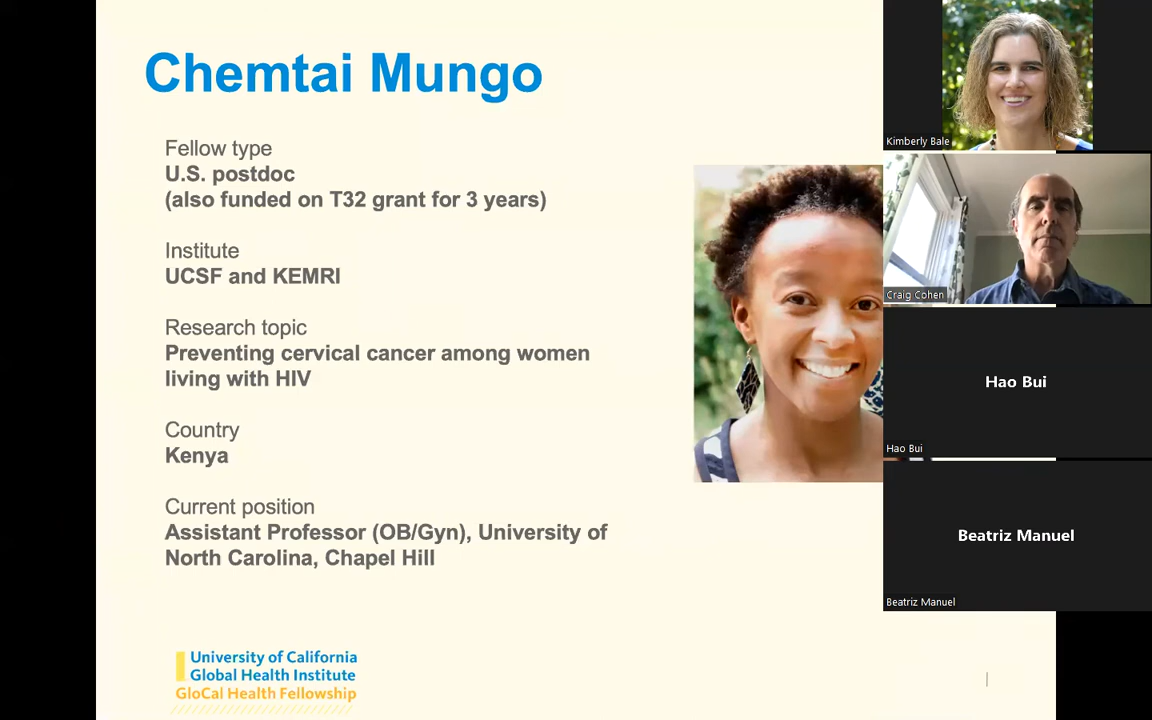 Chemtai Mungo
Fellow type
U.S. postdoc
(also funded on T32 grant for 3 years)
Institute
UCSF and KEMRI
Research topic
Preventing cervical cancer among women
living with HIV
Country
Kenya
Current position
Assistant Professor (OB/Gyn), University of
North Carolina, Chapel Hill
University of California
Global Health Institute
GloCal Health Fellowship
Kimberly Bale
Craig Cohen
Hao Bui
Hao Bui
Beatriz Manuel
Beatriz Manuel